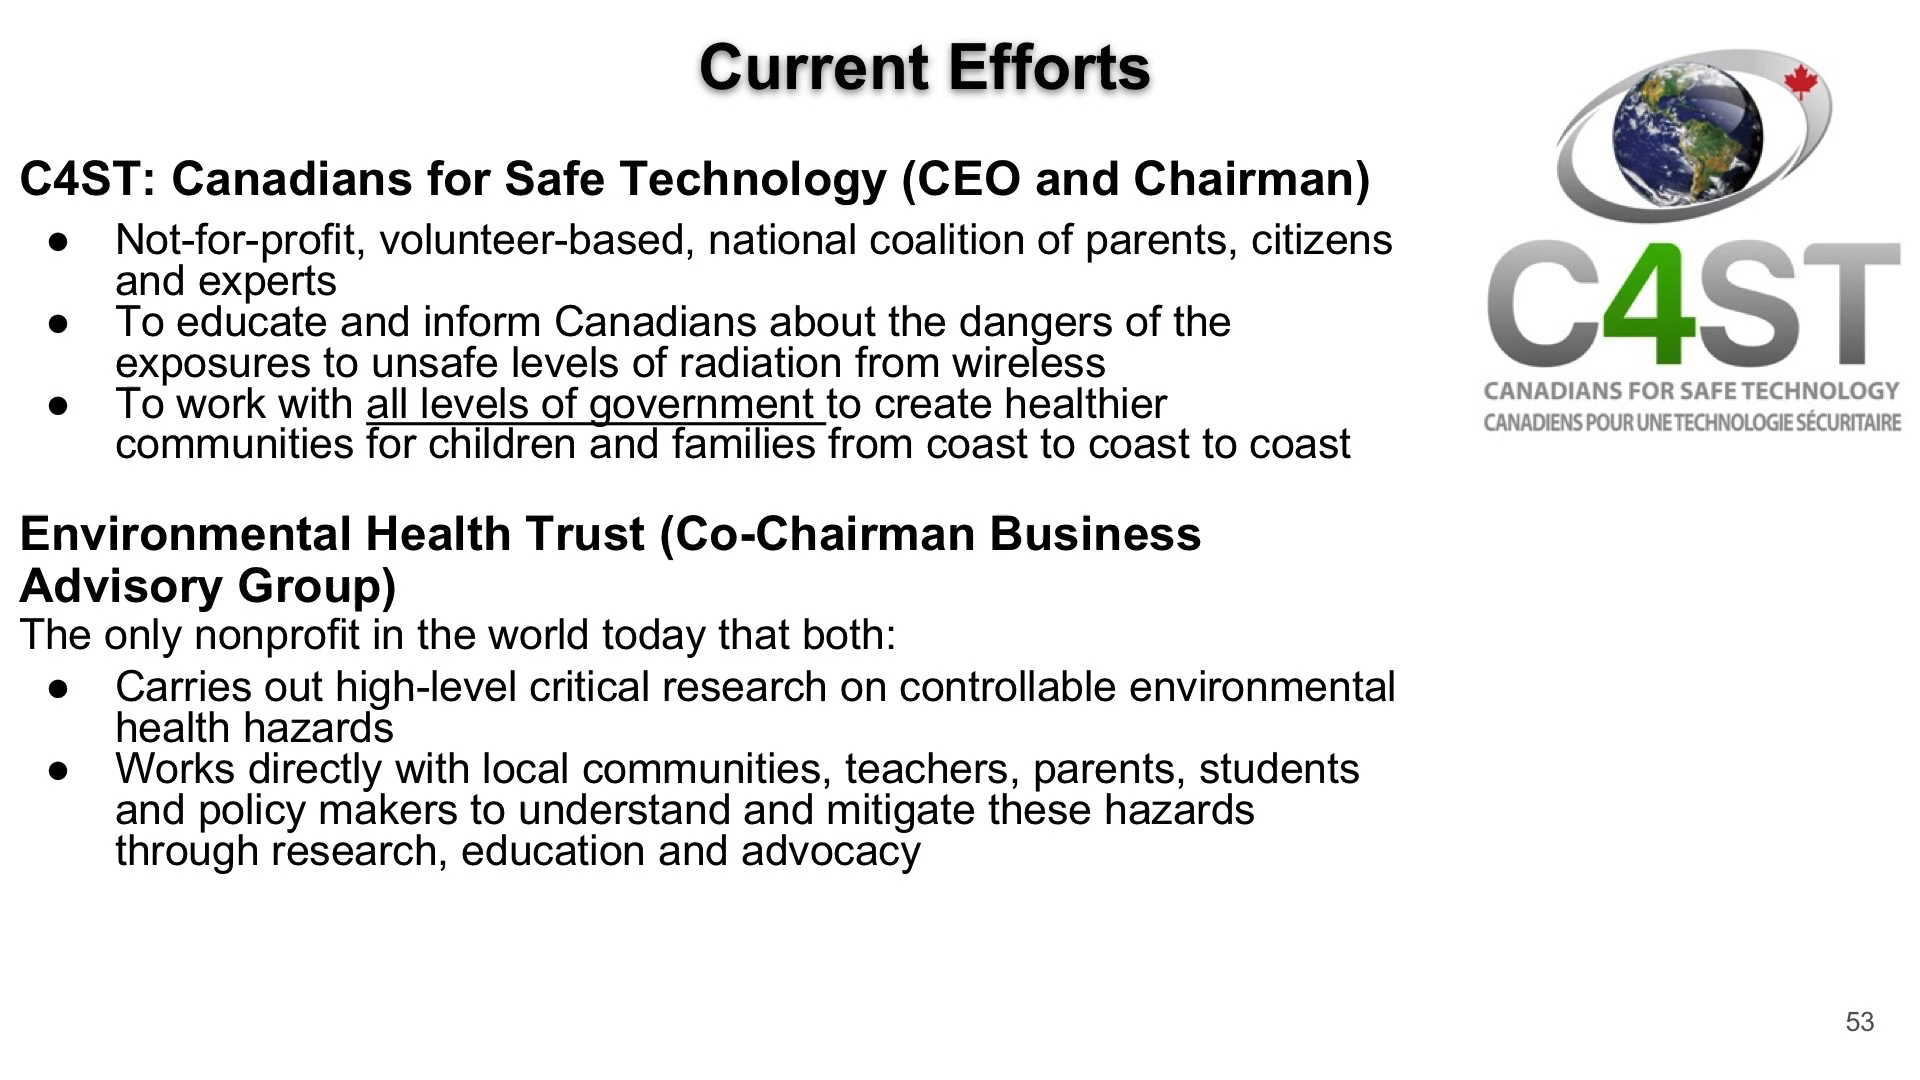 Current Efforts
C4ST: Canadians for Safe Technology (CEO and Chairman)
● Not-for-profit, volunteer-based, national coalition of parents, citizens
and experts
● To educate and inform Canadians about the dangers of the
exposures to unsafe levels of radiation from wireless
● To work with all levels of government to create healthier
communities for children and families from coast to coast to coast
Environmental Health Trust (Co-Chairman Business
Advisory Group)
The only nonprofit in the world today that both:
● Carries out high-level critical research on controllable environmental
health hazards
● Works directly with local communities, teachers, parents, students
and policy makers to understand and mitigate these hazards
through research, education and advocacy
C4ST
CANADIANS FOR SAFE TECHNOLOGY
CANADIENS POUR UNE TECHNOLOGIE SÉCURITAIRE
53